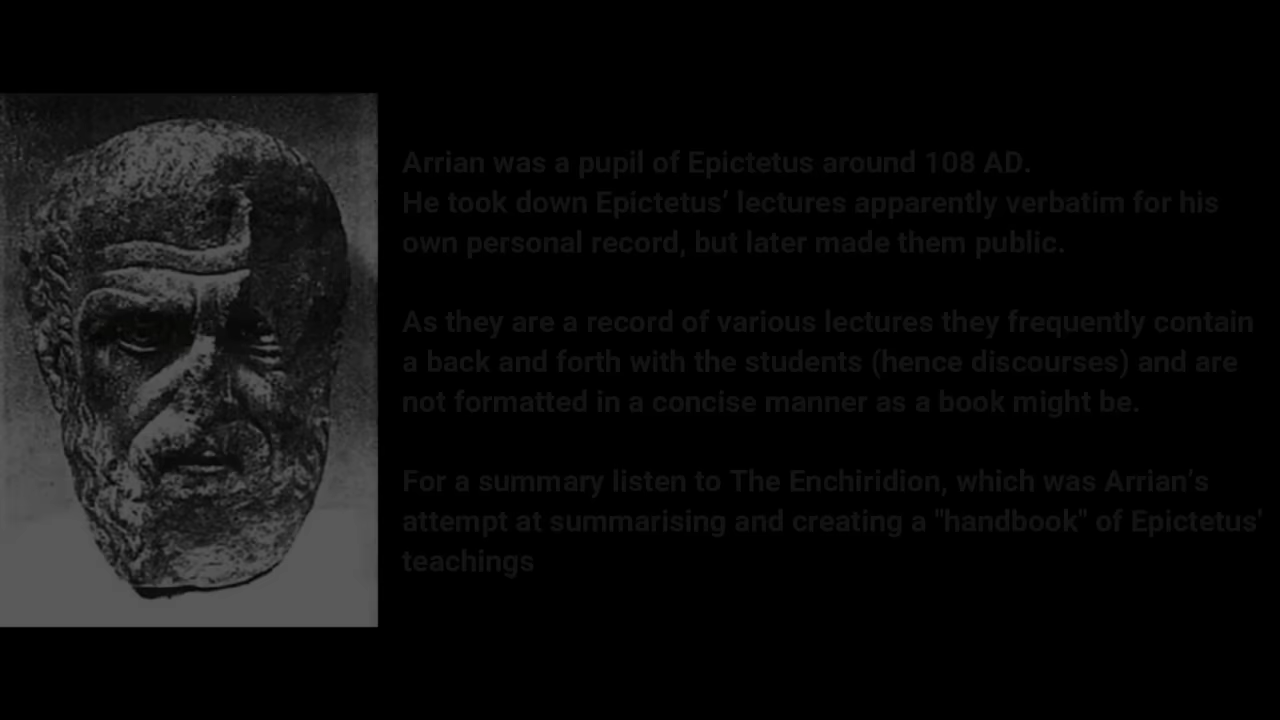 Arrian was a pupil of Epictetus around 108 AD.
He took down Epictetus’ lectures apparently verbatim for his
own personal record, but later made them public.
As they are a record of various lectures they frequently contain
a back and forth with the students (hence discourses) and are
not formatted in a concise manner as a book might be.
For a summary listen to The Enchiridion, which was Arrian’s
attempt at summarising and creating a "handbook" of Epictetus'
teachings